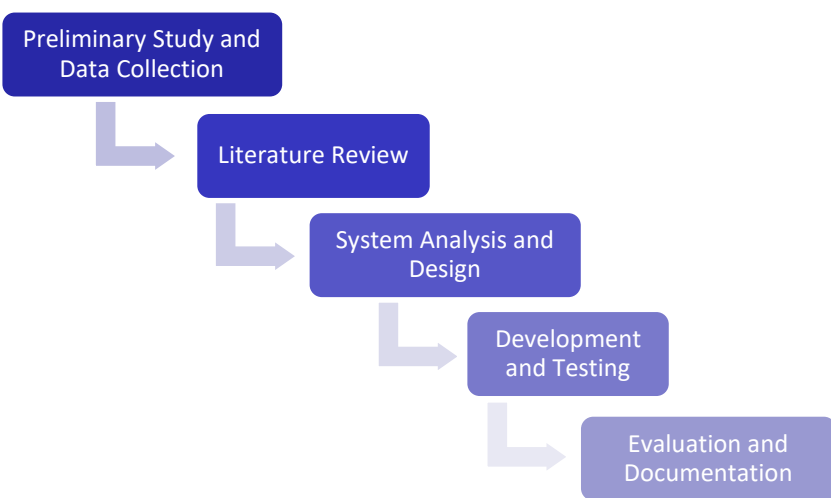 Preliminary Study and
Data Collection
Literature Review
System Analysis and
Design
Development
and Testing
Evaluation and
Documentation